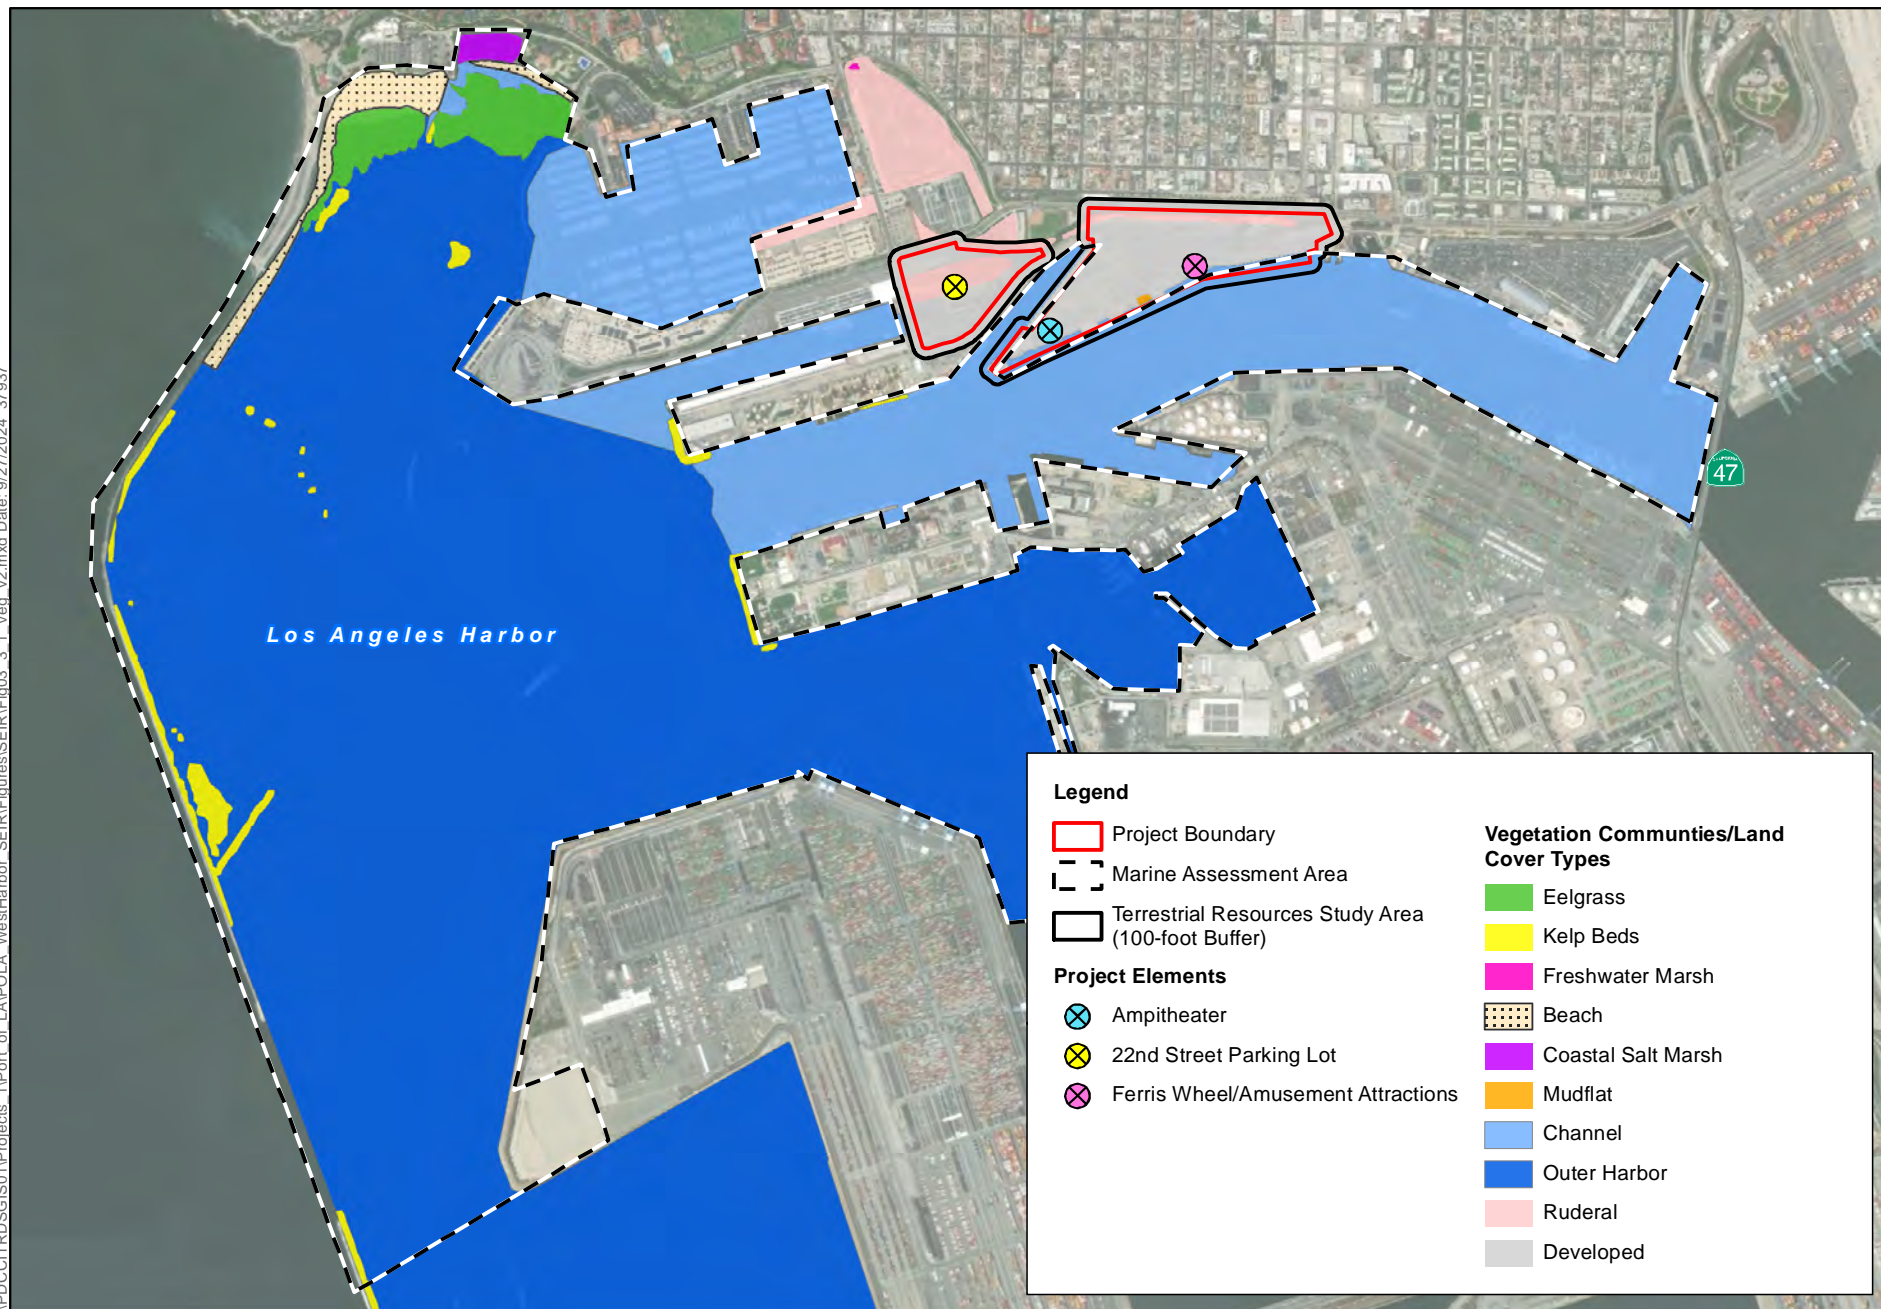 Los Angeles Harbor
CALIFORNIA
47
Legend
Project Boundary
Marine Assessment Area
Terrestrial Resources Study Area
(100-foot Buffer)
Project Elements
Ampitheater
22nd Street Parking Lot
Ferris Wheel/Amusement Attractions
Vegetation Communties/Land
Cover Types
Eelgrass
Kelp Beds
Freshwater Marsh
Beach
Coastal Salt Marsh
Mudflat
Channel
Outer Harbor
Ruderal
Developed